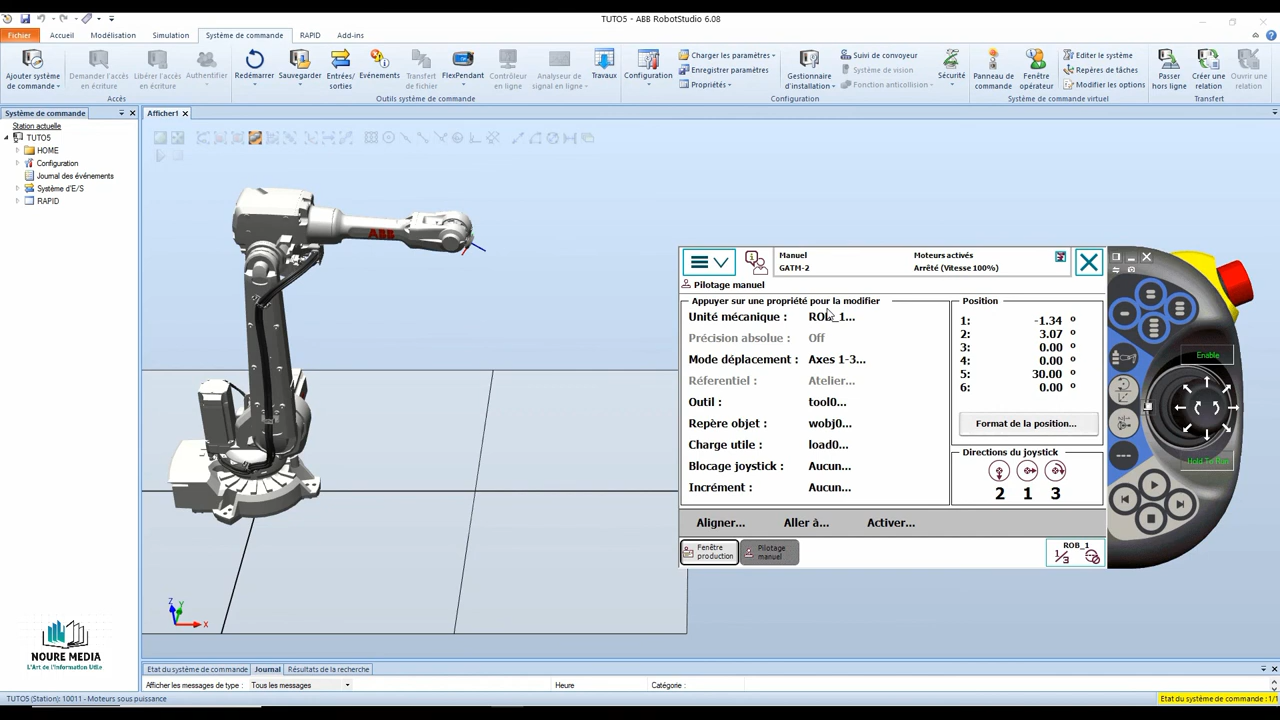 TUTO5 - ABB RobotStudio 6.08
Fichier Accueil Modélisation Simulation Système de commande RAPID Add-ins
Ajouter système de commande
Demander l'accès en écriture
Libérer l'accès en écriture
Authentifier
Accès
Redémarrer
Sauvegarder
Entrées/sorties
Evénements
Transfert de fichier
FlexPendant
Contrôleur en ligne
Analyseur de signal en ligne
Travaux
Outils système de commande
Configuration
Charger les paramètres
Enregistrer paramètres
Propriétés
Gestionnaire d'installation
Suivi de convoyeur
Système de vision
Fonction anticollision
Sécurité
Configuration
Panneau de commande
Fenêtre opérateur
Editer le système
Repères de tâches
Modifier les options
Système de commande virtuel
Passer hors ligne
Créer une relation
Ouvrir une relation
Transfert
Système de commande
Afficher1
Station actuelle
TUTO5
HOME
Configuration
Journal des événements
Système d'E/S
RAPID
ABB
Manuel
GATM-2
Moteurs activés
Arrêté (Vitesse 100%)
Pilotage manuel
Appuyer sur une propriété pour la modifier
Unité mécanique : ROB_1...
Précision absolue : Off
Mode déplacement : Axes 1-3...
Réferentiel : Atelier...
Outil : tool0...
Repère objet : wobj0...
Charge utile : load0...
Blocage joystick : Aucun...
Incrément : Aucun...
Position
1: -1.34 º
2: 3.07 º
3: 0.00 º
4: 0.00 º
5: 30.00 º
6: 0.00 º
Format de la position...
Directions du joystick
2 1 3
Aligner... Aller à... Activer...
Fenêtre production
Pilotage manuel
ROB_1
1/3
Enable
Hold To Run
Z
Y
X
NOURE MEDIA
L'Art de l'Information Utile
Etat du système de commande Journal Résultats de la recherche
Afficher les messages de type : Tous les messages Heure Catégorie :
TUTO5 (Station): 10011 - Moteurs sous puissance
Etat du système de commande : 1/1